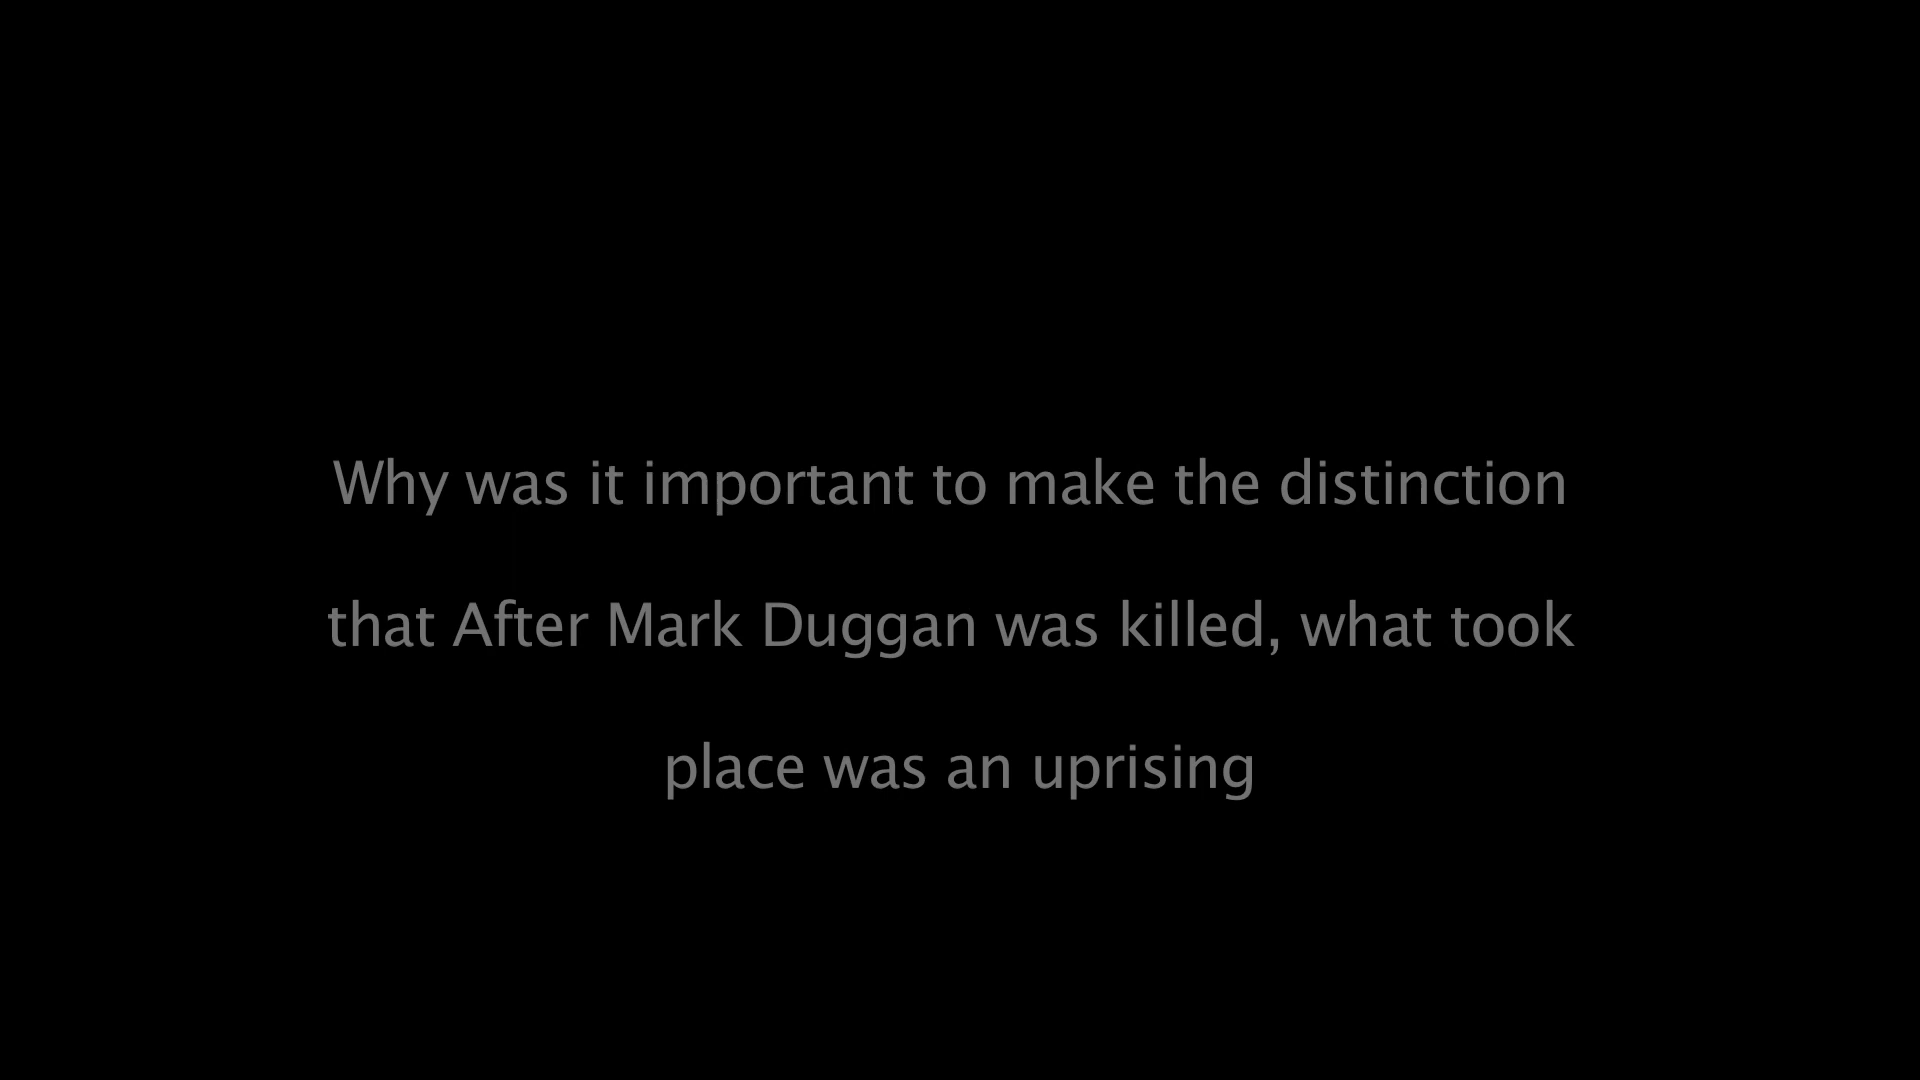 Why was it important to make the distinction
that After Mark Duggan was killed, what took
place was an uprising